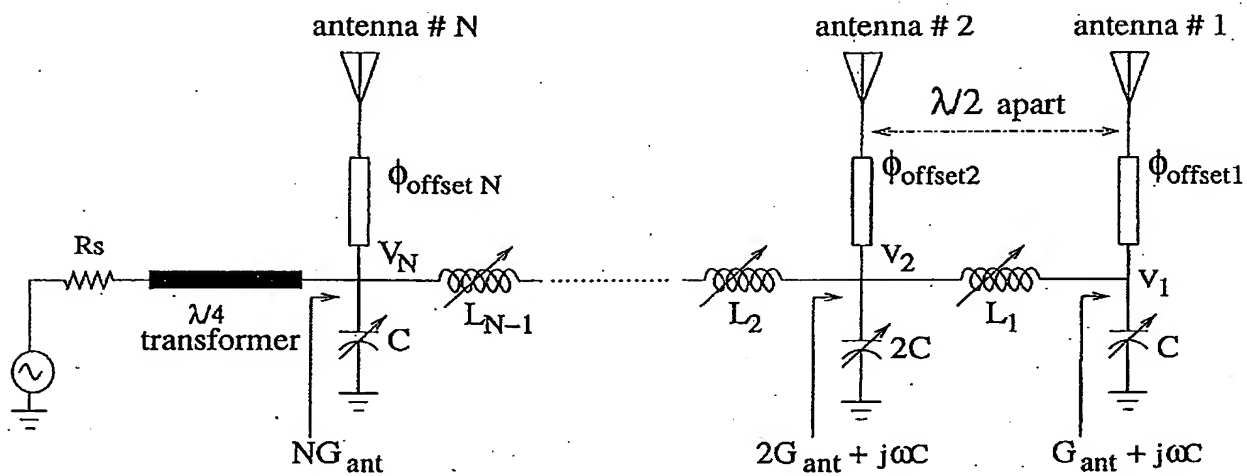 antenna # N
antenna # 2
antenna # 1
λ/2 apart
ϕoffset N
ϕoffset2
ϕoffset1
Rs
VN
V2
V1
λ/4
transformer
C
LN-1
L2
2C
L1
C
NGant
2Gant + jωC
Gant + jωC